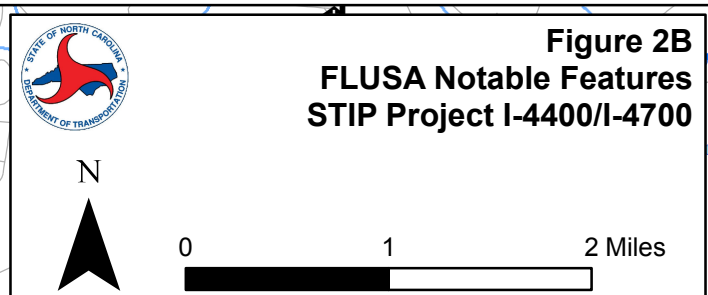 STATE OF NORTH CAROLINA
DEPARTMENT OF TRANSPORTATION
Figure 2B
FLUSA Notable Features
STIP Project I-4400/I-4700
N
0 1 2 Miles